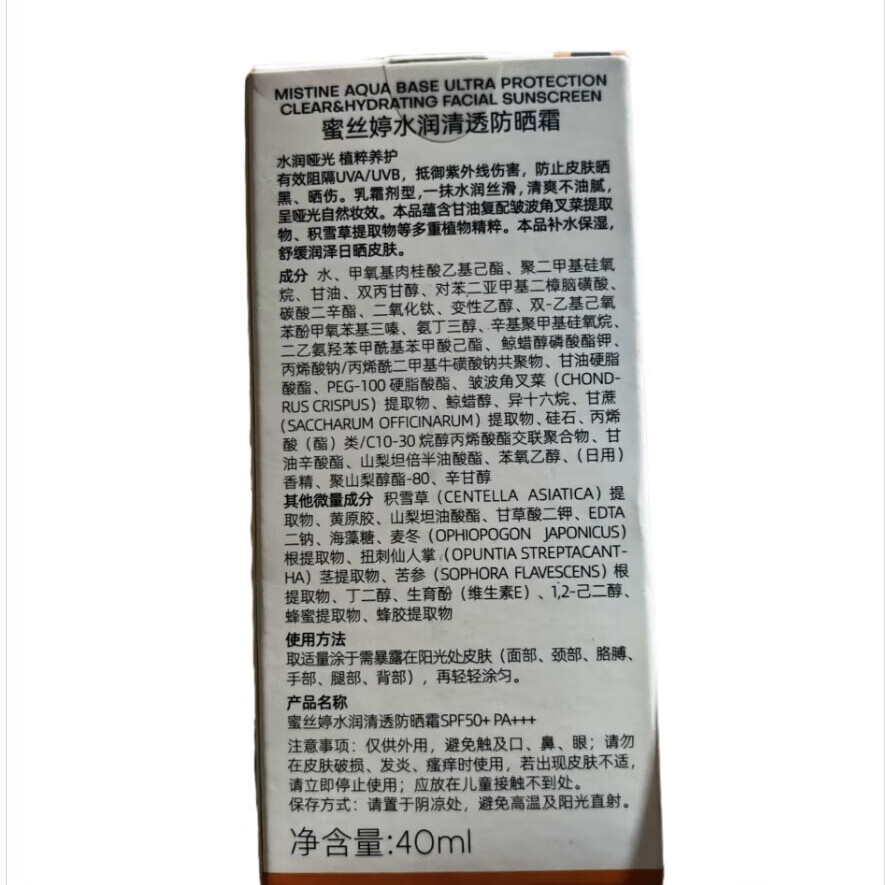 MISTINE AQUA BASE ULTRA PROTECTION
CLEAR&HYDRATING FACIAL SUNSCREEN
蜜丝婷水润清透防晒霜
水润哑光 植粹养护
有效阻隔UVA/UVB，抵御紫外线伤害，防止皮肤晒
黑、晒伤。乳霜剂型，一抹水润丝滑，清爽不油腻，
呈哑光自然妆效。本品蕴含甘油复配皱波角叉菜提取
物、积雪草提取物等多重植物精粹。本品补水保湿，
舒缓润泽日晒皮肤。
成分 水、甲氧基肉桂酸乙基己酯、聚二甲基硅氧
烷、甘油、双丙甘醇、对苯二亚甲基二樟脑磺酸、
碳酸二辛酯、二氧化钛、变性乙醇、双-乙基己氧
苯酚甲氧苯基三嗪、氨丁三醇、辛基聚甲基硅氧烷、
二乙氨羟苯甲酰基苯甲酸己酯、鲸蜡醇磷酸酯钾、
丙烯酸钠/丙烯酰二甲基牛磺酸钠共聚物、甘油硬脂
酸酯、PEG-100 硬脂酸酯、皱波角叉菜（CHOND-
RUS CRISPUS）提取物、鲸蜡醇、异十六烷、甘蔗
（SACCHARUM OFFICINARUM）提取物、硅石、丙烯
酸（酯）类/C10-30 烷醇丙烯酸酯交联聚合物、甘
油辛酸酯、山梨坦倍半油酸酯、苯氧乙醇、（日用）
香精、聚山梨醇酯-80、辛甘醇
其他微量成分 积雪草（CENTELLA ASIATICA）提
取物、黄原胶、山梨坦油酸酯、甘草酸二钾、EDTA
二钠、海藻糖、麦冬（OPHIOPOGON JAPONICUS）
根提取物、扭刺仙人掌（OPUNTIA STREPTACANT-
HA）茎提取物、苦参（SOPHORA FLAVESCENS）根
提取物、丁二醇、生育酚（维生素E）、1,2-己二醇、
蜂蜜提取物、蜂胶提取物
使用方法
取适量涂于需暴露在阳光处皮肤（面部、颈部、胳膊、
手部、腿部、背部），再轻轻涂匀。
产品名称
蜜丝婷水润清透防晒霜SPF50+ PA+++
注意事项：仅供外用，避免触及口、鼻、眼；请勿
在皮肤破损、发炎、瘙痒时使用，若出现皮肤不适，
请立即停止使用；应放在儿童接触不到处。
保存方式：请置于阴凉处，避免高温及阳光直射。
净含量:40ml